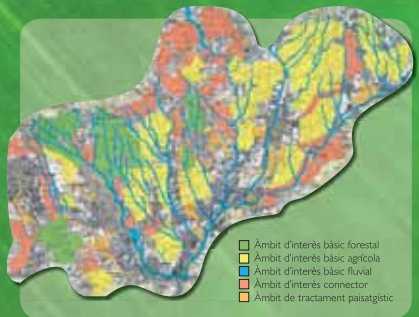 Àmbit d'interès bàsic forestal
Àmbit d'interès bàsic agrícola
Àmbit d'interès bàsic fluvial
Àmbit d'interès connector
Àmbit de tractament paisatgístic